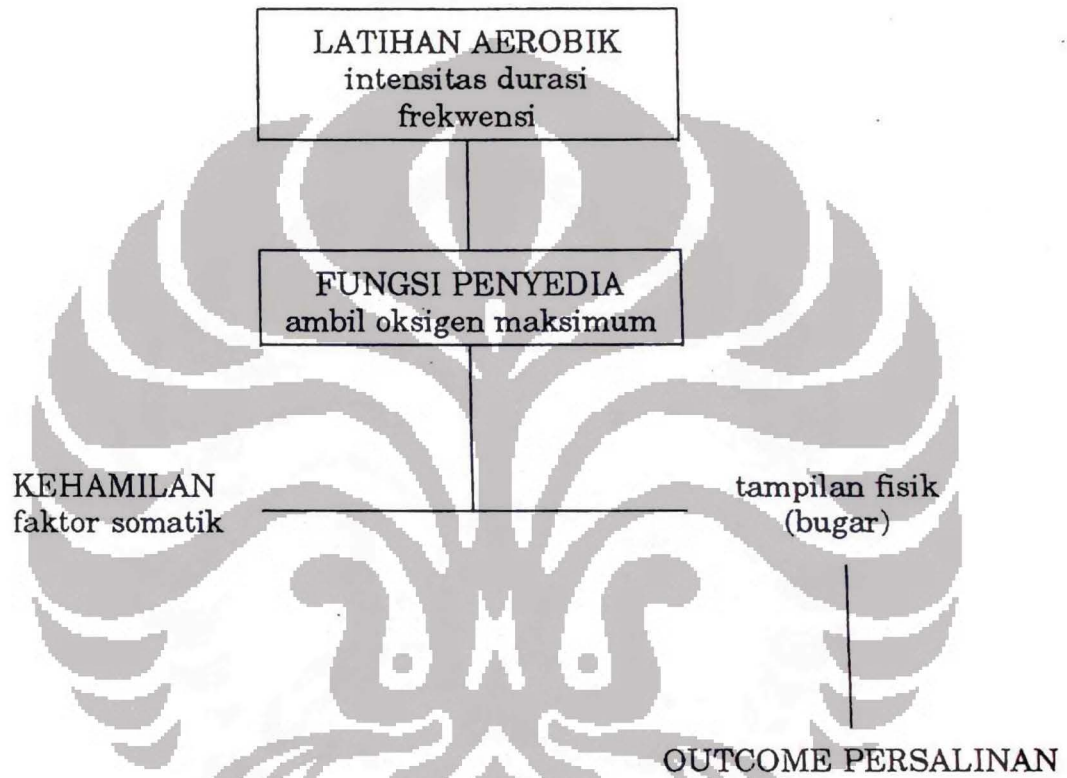 LATIHAN AEROBIK
intensitas durasi
frekwensi
FUNGSI PENYEDIA
ambil oksigen maksimum
KEHAMILAN
faktor somatik
tampilan fisik
(bugar)
OUTCOME PERSALINAN